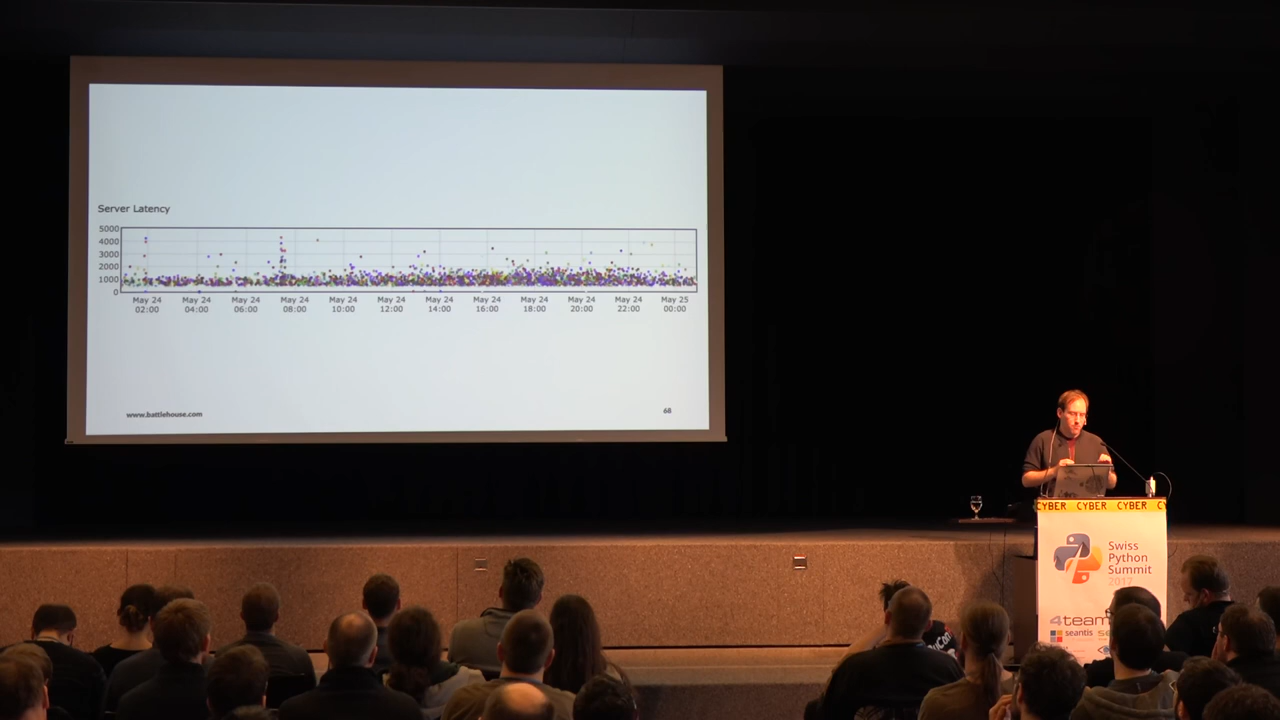 Server Latency
5000
4000
3000
2000
1000
0
May 24 May 24 May 24 May 24 May 24 May 24 May 24 May 24 May 24 May 24 May 24 May 25
02:00 04:00 06:00 08:00 10:00 12:00 14:00 16:00 18:00 20:00 22:00 00:00
www.battlehouse.com
68
CYBER CYBER CYBER
Swiss
Python
Summit
2017
4team
seantis